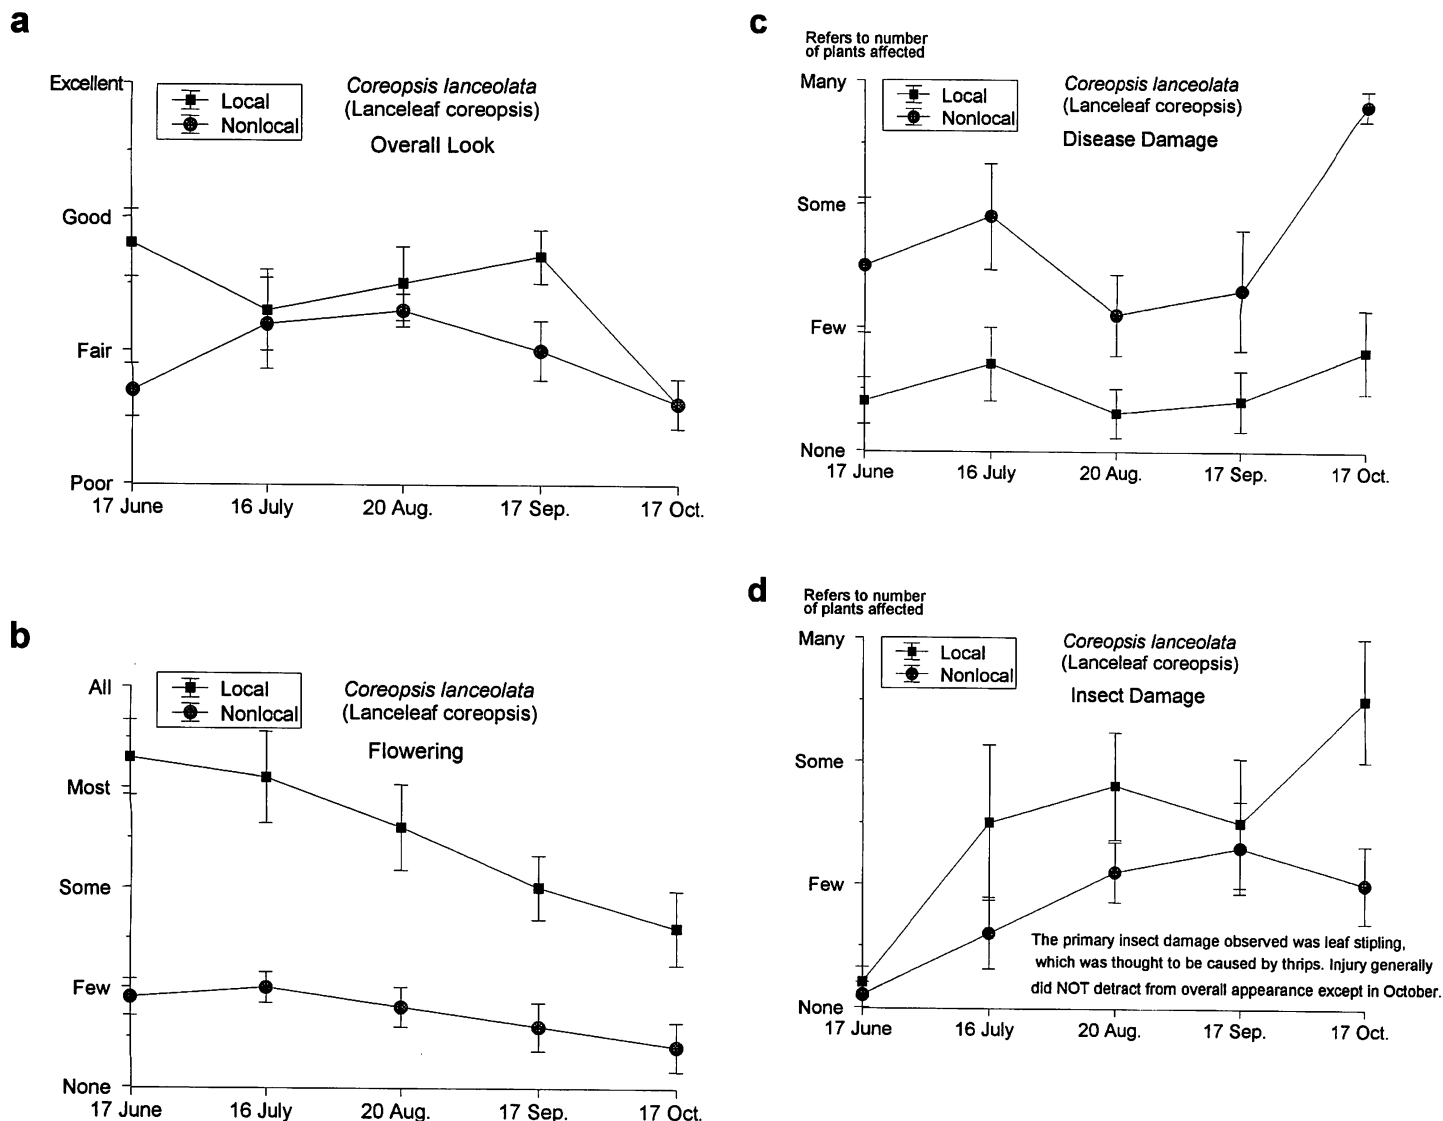 a
Excellent
Good
Fair
Poor
Local
Nonlocal
Coreopsis lanceolata
(Lanceleaf coreopsis)
Overall Look
17 June
16 July
20 Aug.
17 Sep.
17 Oct.
b
All
Most
Some
Few
None
Local
Nonlocal
Coreopsis lanceolata
(Lanceleaf coreopsis)
Flowering
17 June
16 July
20 Aug.
17 Sep.
17 Oct.
c
Refers to number
of plants affected
Many
Some
Few
None
Local
Nonlocal
Coreopsis lanceolata
(Lanceleaf coreopsis)
Disease Damage
17 June
16 July
20 Aug.
17 Sep.
17 Oct.
d
Refers to number
of plants affected
Many
Some
Few
None
Local
Nonlocal
Coreopsis lanceolata
(Lanceleaf coreopsis)
Insect Damage
The primary insect damage observed was leaf stipling,
which was thought to be caused by thrips. Injury generally
did NOT detract from overall appearance except in October.
17 June
16 July
20 Aug.
17 Sep.
17 Oct.